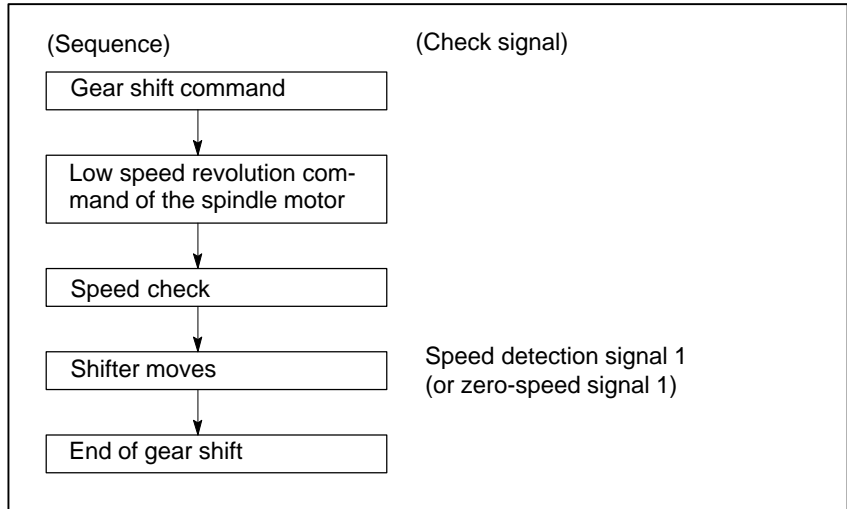 (Sequence)
(Check signal)
Gear shift command
Low speed revolution com-
mand of the spindle motor
Speed check
Shifter moves
Speed detection signal 1
(or zero-speed signal 1)
End of gear shift